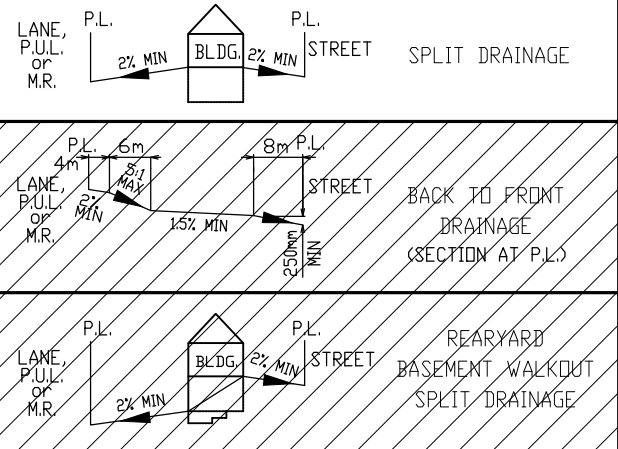 LANE,
P.U.L.
or
M.R.
P.L.
2% MIN
BLDG.
2% MIN
P.L.
STREET
SPLIT DRAINAGE
P.L.
4m
6m
8m
P.L.
LANE,
P.U.L.
or
M.R.
2%
MIN
5:1
MAX
1.5% MIN
250mm
MIN
STREET
BACK TO FRONT
DRAINAGE
(SECTION AT P.L.)
P.L.
LANE,
P.U.L.
or
M.R.
2% MIN
BLDG.
2% MIN
P.L.
STREET
REARYARD
BASEMENT WALKOUT
SPLIT DRAINAGE